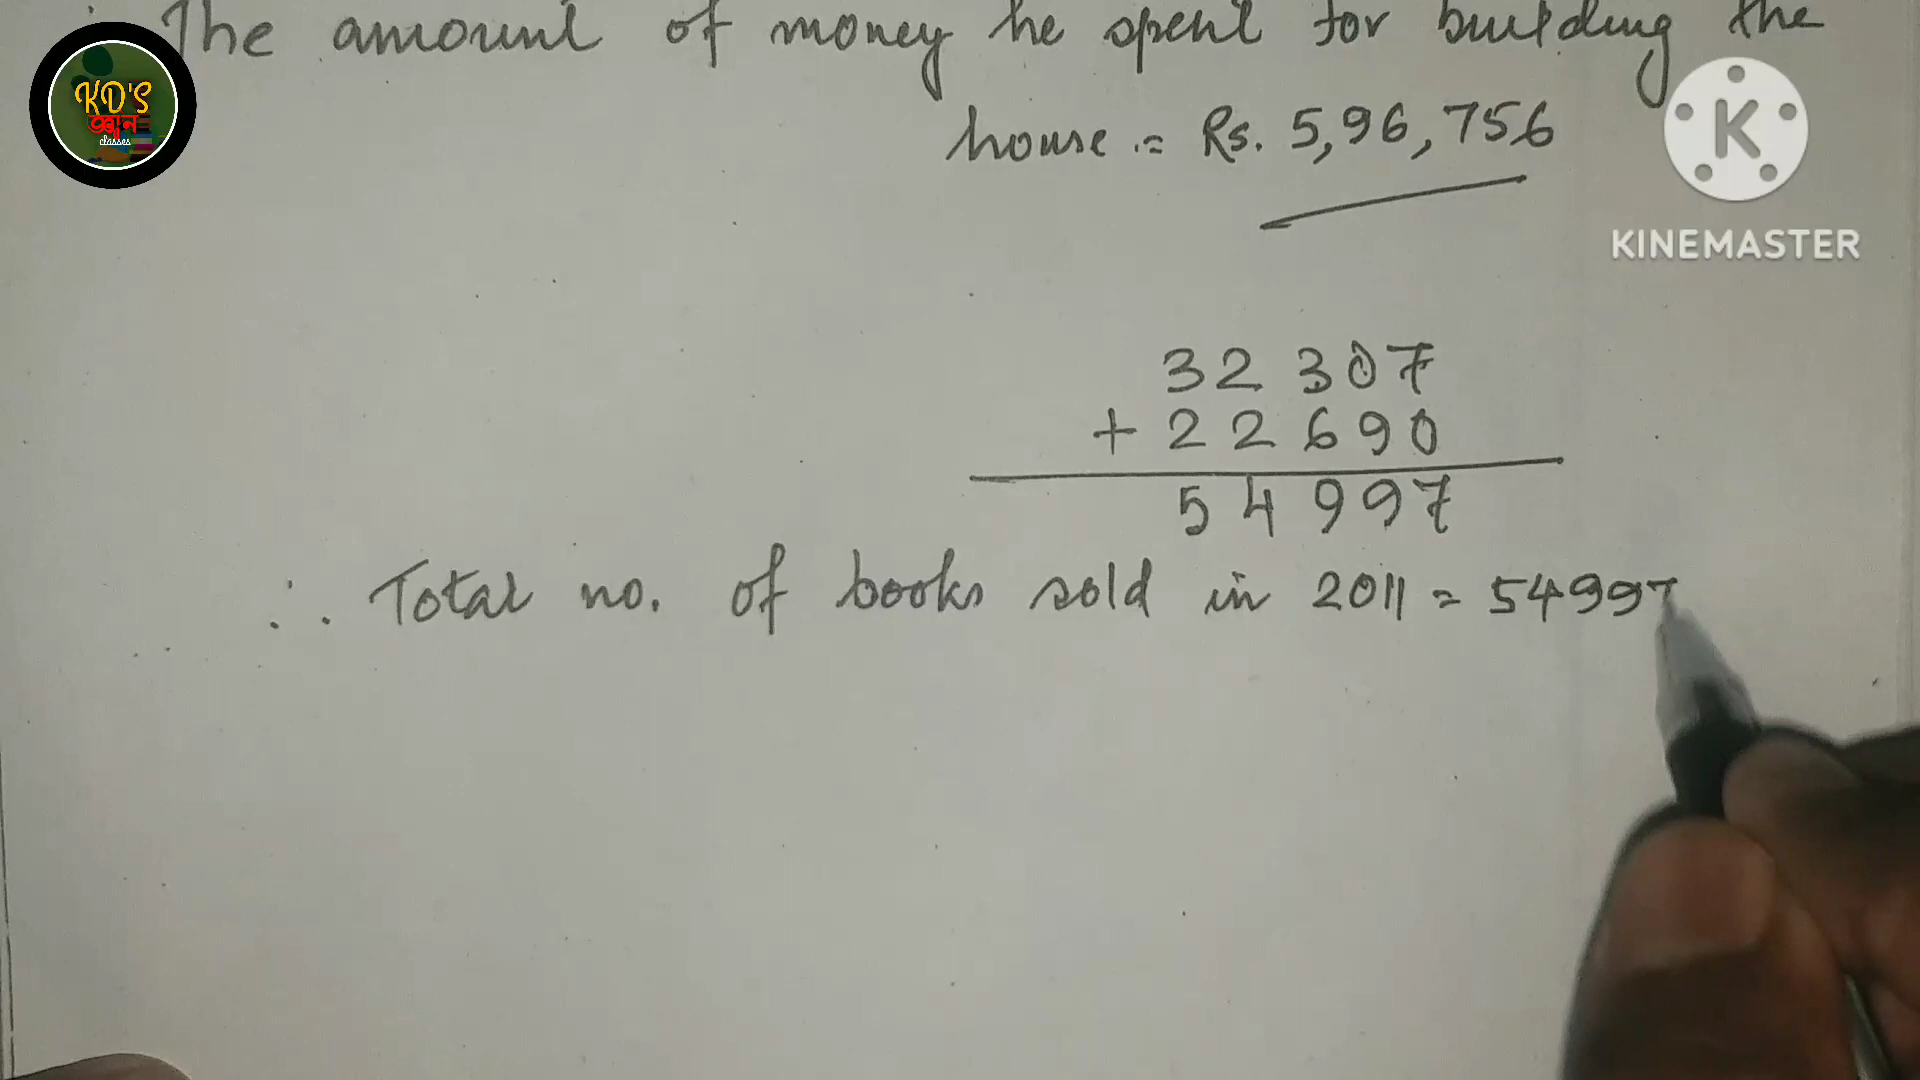 The amount of money he spent for building the
house = Rs. 5,96,756
KD'S
জ্ঞান
classes
KINEMASTER
32307
+ 22690
54997
∴ Total no. of books sold in 2011 = 54997